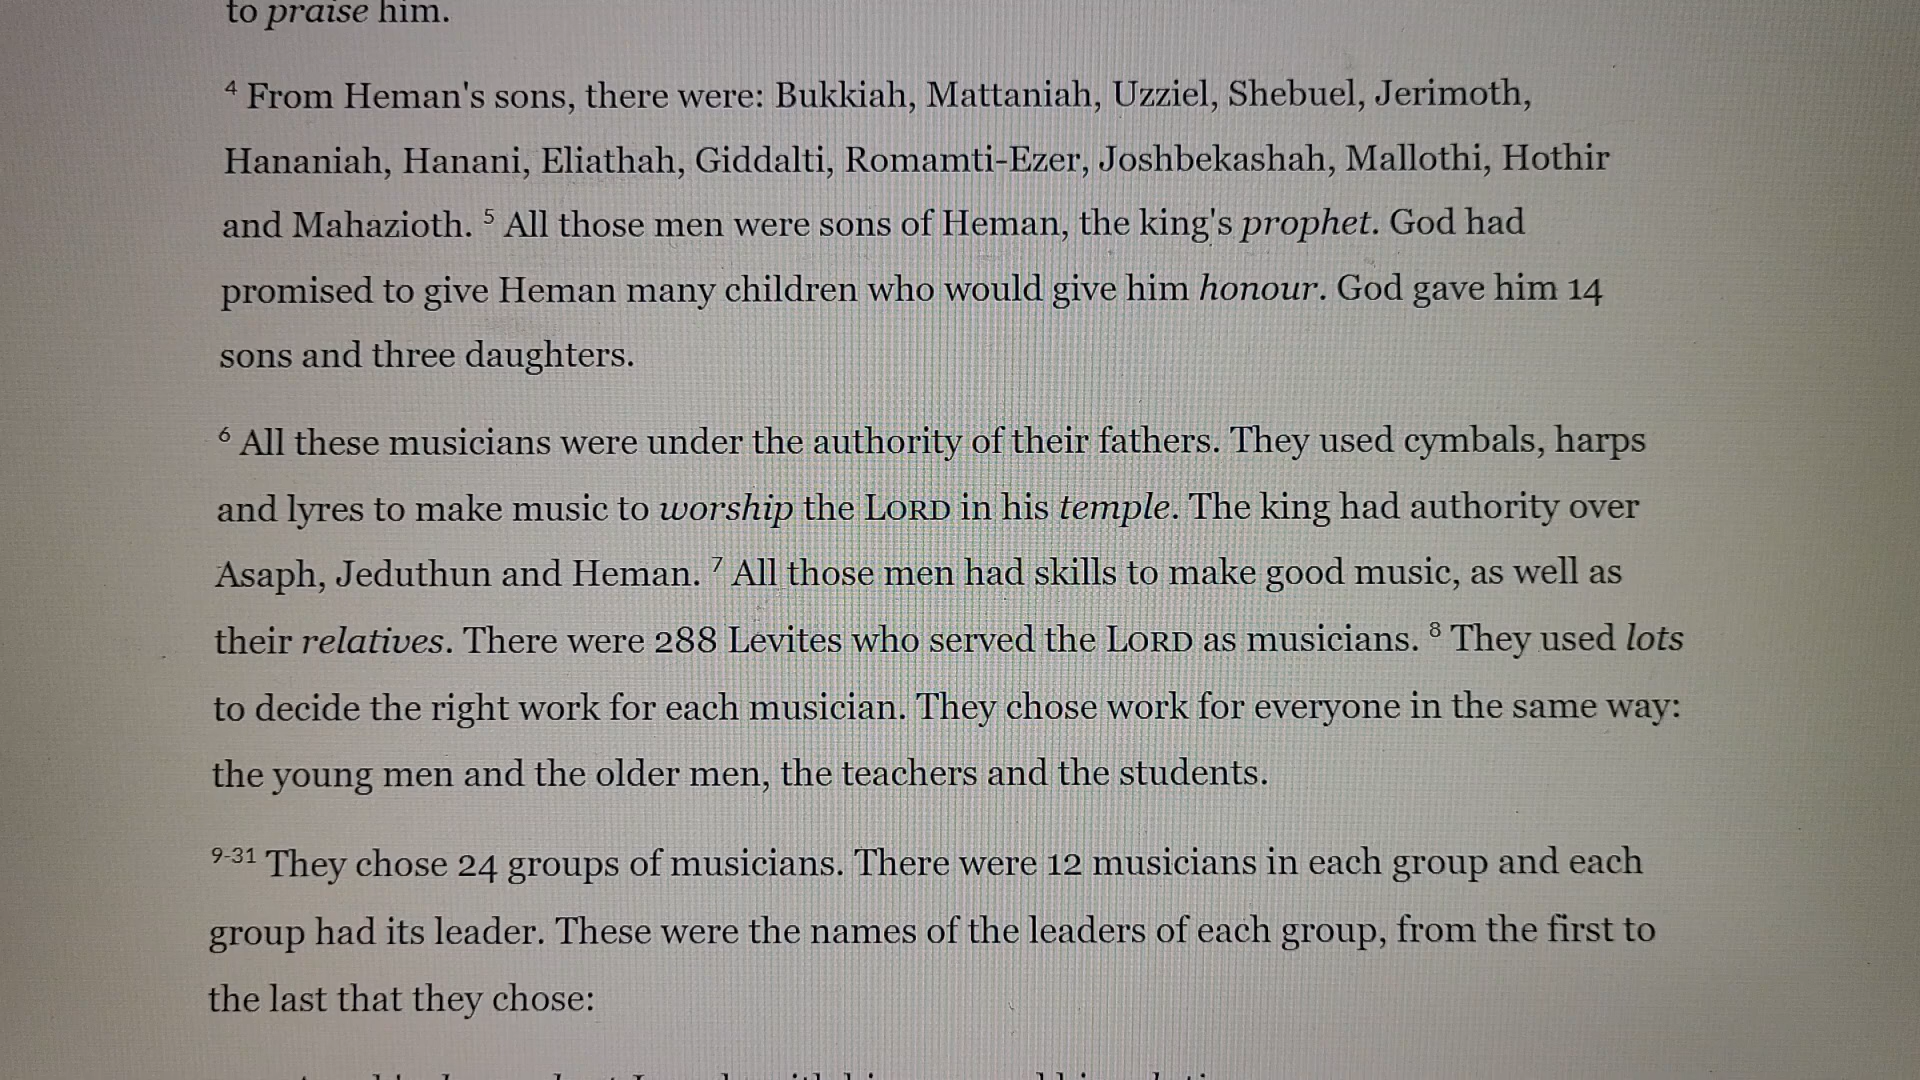 to praise him.
4 From Heman's sons, there were: Bukkiah, Mattaniah, Uzziel, Shebuel, Jerimoth,
Hananiah, Hanani, Eliathah, Giddalti, Romamti-Ezer, Joshbekashah, Mallothi, Hothir
and Mahazioth. 5 All those men were sons of Heman, the king's prophet. God had
promised to give Heman many children who would give him honour. God gave him 14
sons and three daughters.
6 All these musicians were under the authority of their fathers. They used cymbals, harps
and lyres to make music to worship the LORD in his temple. The king had authority over
Asaph, Jeduthun and Heman. 7 All those men had skills to make good music, as well as
their relatives. There were 288 Levites who served the LORD as musicians. 8 They used lots
to decide the right work for each musician. They chose work for everyone in the same way:
the young men and the older men, the teachers and the students.
9-31 They chose 24 groups of musicians. There were 12 musicians in each group and each
group had its leader. These were the names of the leaders of each group, from the first to
the last that they chose: